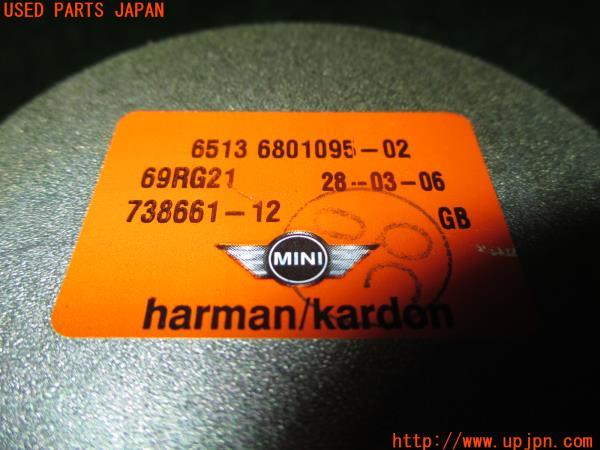 USED PARTS JAPAN
6513 6801095-02
69RG21 28-03-06
738661-12 GB
MINI
harman/kardon
http://www.upjpn.com/